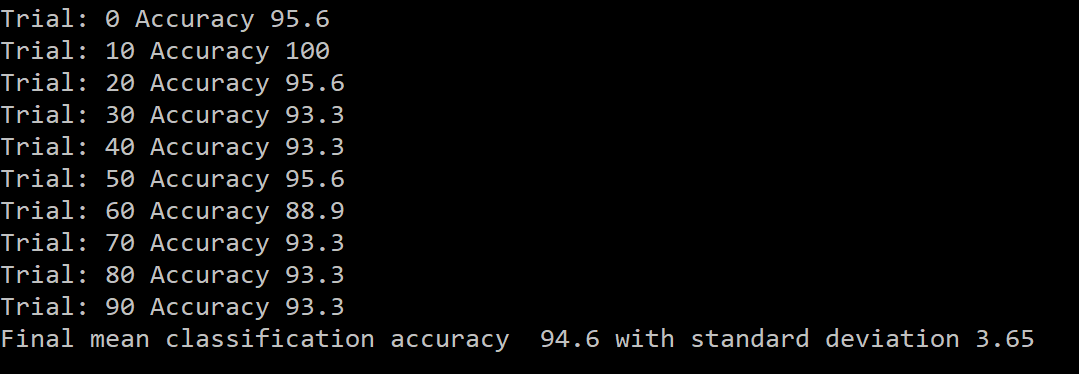 Trial: 0 Accuracy 95.6
Trial: 10 Accuracy 100
Trial: 20 Accuracy 95.6
Trial: 30 Accuracy 93.3
Trial: 40 Accuracy 93.3
Trial: 50 Accuracy 95.6
Trial: 60 Accuracy 88.9
Trial: 70 Accuracy 93.3
Trial: 80 Accuracy 93.3
Trial: 90 Accuracy 93.3
Final mean classification accuracy  94.6 with standard deviation 3.65